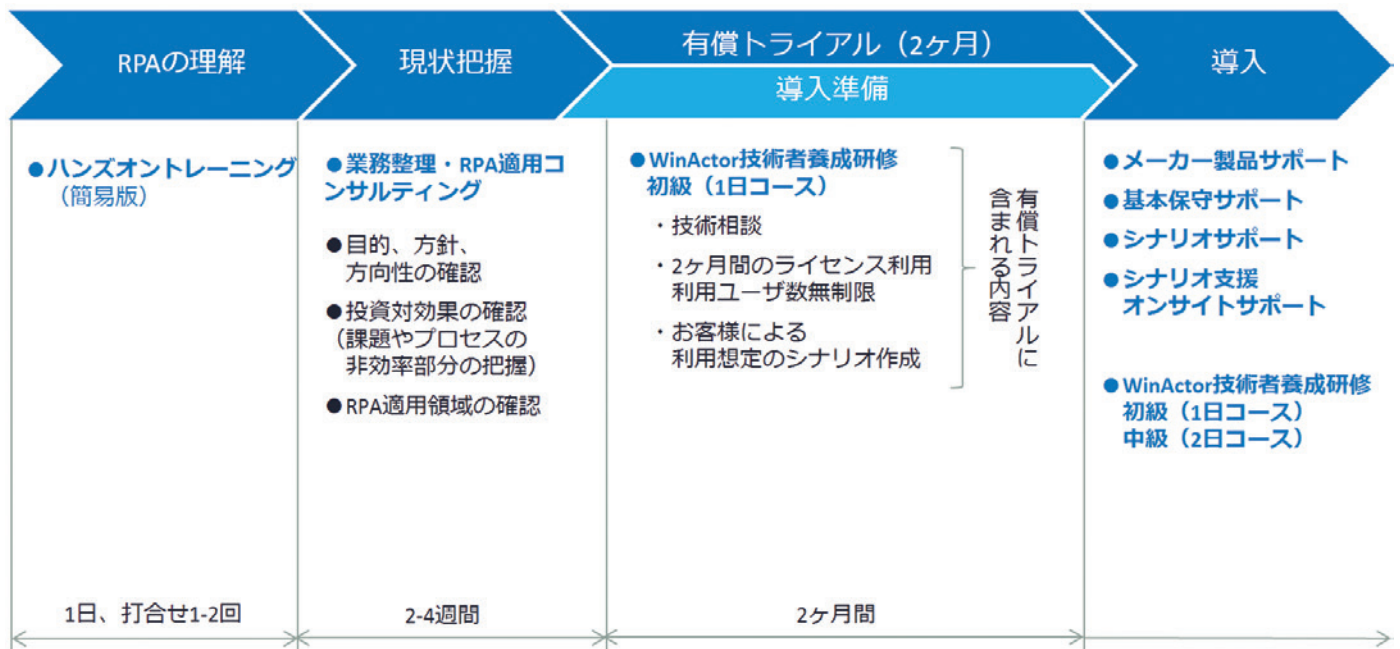 RPAの理解
現状把握
有償トライアル（2ヶ月）
導入準備
導入
●ハンズオントレーニング
（簡易版）
●業務整理・RPA適用コ
ンサルティング
●目的、方針、
方向性の確認
●投資対効果の確認
（課題やプロセスの
非効率部分の把握）
●RPA適用領域の確認
●WinActor技術者養成研修
初級（1日コース）
・技術相談
・2ヶ月間のライセンス利用
利用ユーザ数無制限
・お客様による
利用想定のシナリオ作成
有償トライアルに
含まれる内容
●メーカー製品サポート
●基本保守サポート
●シナリオサポート
●シナリオ支援
オンサイトサポート
●WinActor技術者養成研修
初級（1日コース）
中級（2日コース）
1日、打合せ1-2回
2-4週間
2ヶ月間